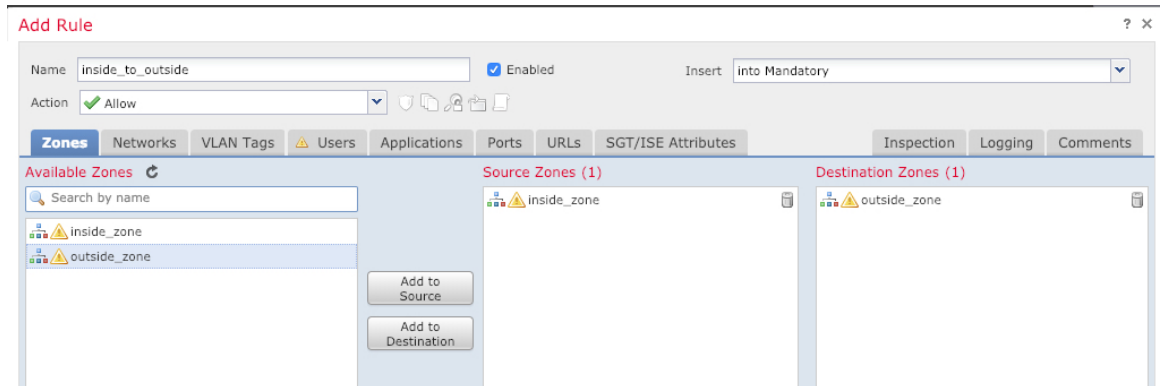 Add Rule
? ×
Name inside_to_outside Enabled Insert into Mandatory
Action Allow
Zones Networks VLAN Tags Users Applications Ports URLs SGT/ISE Attributes Inspection Logging Comments
Available Zones Source Zones (1) Destination Zones (1)
Search by name inside_zone outside_zone
inside_zone
outside_zone
Add to
Source
Add to
Destination